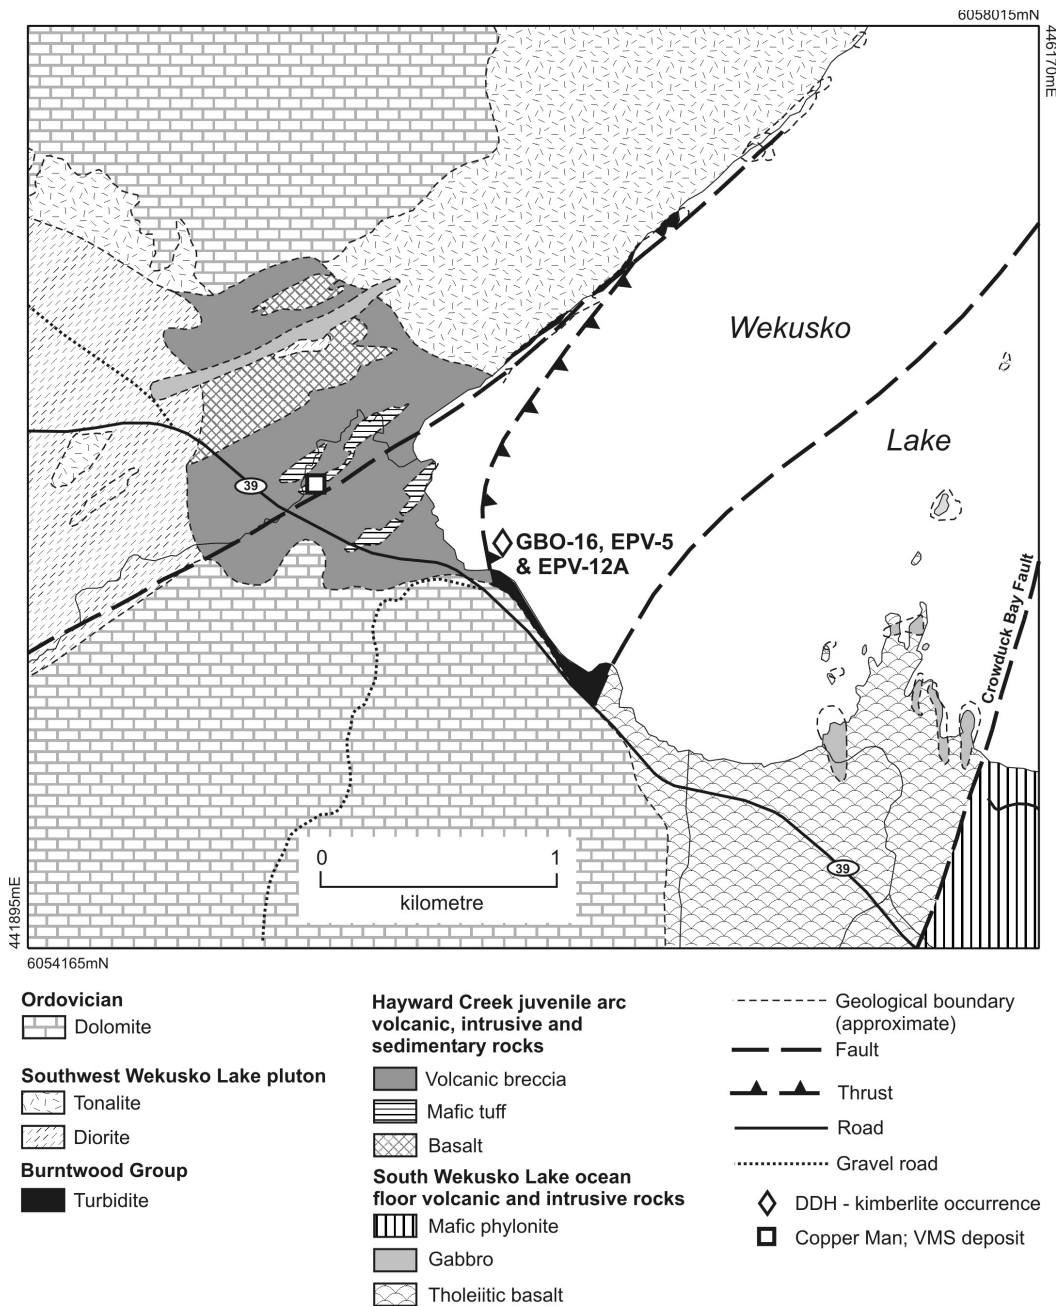 6058015mN
446170mE
Wekusko
Lake
39
GBO-16, EPV-5
& EPV-12A
Crowduck Bay Fault
39
0 1
kilometre
441895mE
6054165mN
Ordovician
Dolomite
Southwest Wekusko Lake pluton
Tonalite
Diorite
Burntwood Group
Turbidite
Hayward Creek juvenile arc
volcanic, intrusive and
sedimentary rocks
Volcanic breccia
Mafic tuff
Basalt
South Wekusko Lake ocean
floor volcanic and intrusive rocks
Mafic phylonite
Gabbro
Tholeiitic basalt
Geological boundary
(approximate)
Fault
Thrust
Road
Gravel road
DDH - kimberlite occurrence
Copper Man; VMS deposit